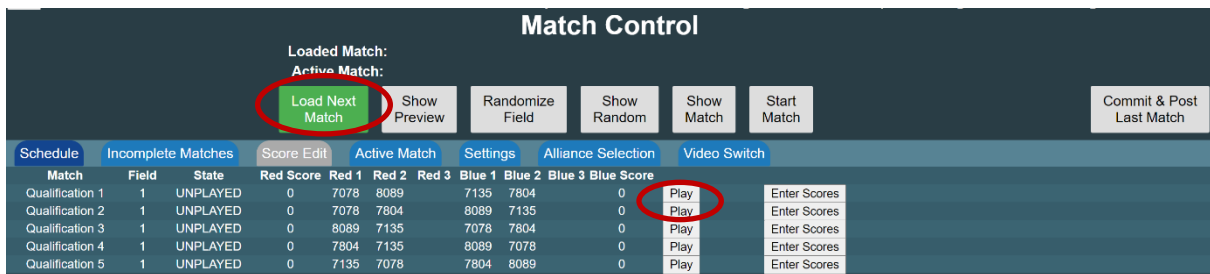 Match Control
Loaded Match:
Active Match:
Load Next Match Show Preview Randomize Field Show Random Show Match Start Match Commit & Post Last Match
Schedule Incomplete Matches Score Edit Active Match Settings Alliance Selection Video Switch
Match Field State Red Score Red 1 Red 2 Red 3 Blue 1 Blue 2 Blue 3 Blue Score
Qualification 1 1 UNPLAYED 0 7078 8089 7135 7804 0 Play Enter Scores
Qualification 2 1 UNPLAYED 0 7078 7804 8089 7135 0 Play Enter Scores
Qualification 3 1 UNPLAYED 0 8089 7135 7078 7804 0 Play Enter Scores
Qualification 4 1 UNPLAYED 0 7804 7135 8089 7078 0 Play Enter Scores
Qualification 5 1 UNPLAYED 0 7135 7078 7804 8089 0 Play Enter Scores